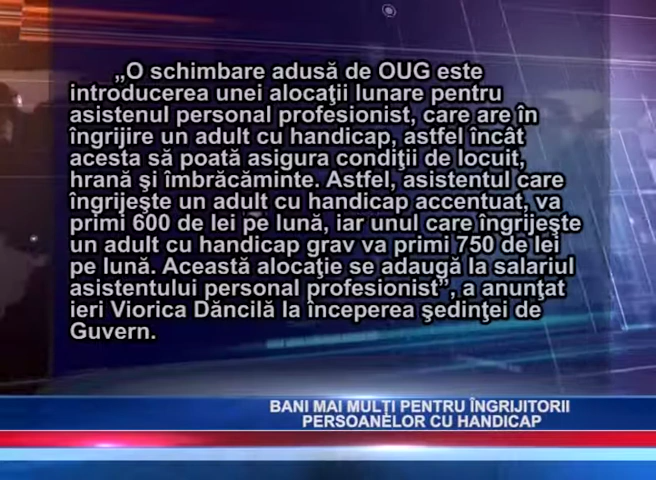 „O schimbare adusă de OUG este
introducerea unei alocaţii lunare pentru
asistenul personal profesionist, care are în
îngrijire un adult cu handicap, astfel încât
acesta să poată asigura condiţii de locuit,
hrană şi îmbrăcăminte. Astfel, asistentul care
îngrijeşte un adult cu handicap accentuat, va
primi 600 de lei pe lună, iar unul care îngrijeşte
un adult cu handicap grav va primi 750 de lei
pe lună. Această alocaţie se adaugă la salariul
asistentului personal profesionist”, a anunţat
ieri Viorica Dăncilă la începerea şedinţei de
Guvern.
BANI MAI MULŢI PENTRU ÎNGRIJITORII
PERSOANELOR CU HANDICAP